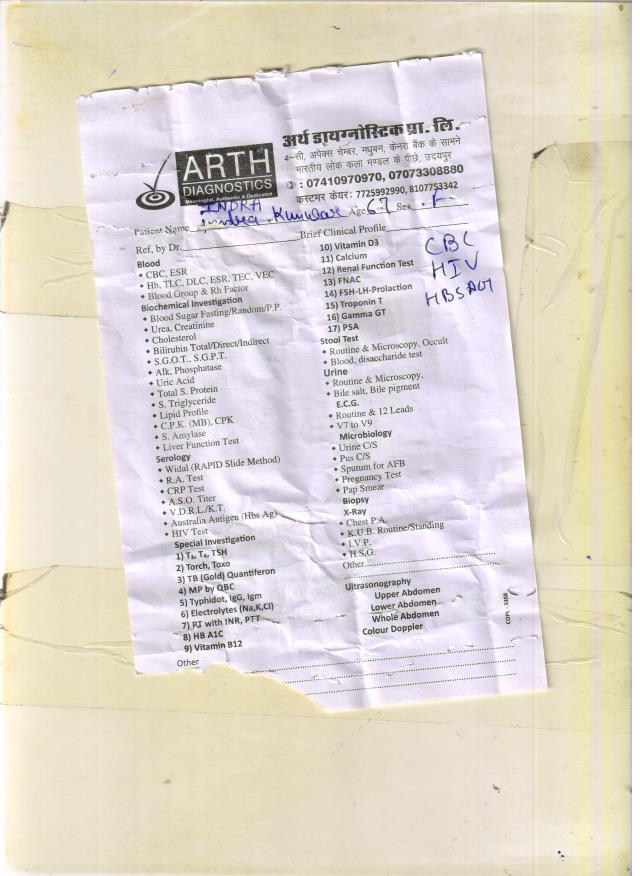 अर्थ डायग्नोस्टिक प्रा. लि.
4-सी, अपेक्स चेम्बर, मधुबन, केनरा बैंक के सामने
भारतीय लोक कला मण्डल के पीछे, उदयपुर
: 07410970970, 07073308880
कस्टमर केयर: 7725992990, 8107753342
ARTH
DIAGNOSTICS
Meaningful, Authentic & Dedicated
INDRA
Patient Name Kunwar Age 67 Sex F
Ref, by Dr. Brief Clinical Profile
Blood
• CBC, ESR
• Hb, TLC, DLC, ESR, TEC, VEC
• Blood Group & Rh Factor
Biochemical Investigation
• Blood Sugar Fasting/Random/P.P.
• Urea, Creatinine
• Cholesterol
• Bilirubin Total/Direct/Indirect
• S.G.O.T., S.G.P.T.
• Alk, Phosphatase
• Uric Acid
• Total S. Protein
• S. Triglyceride
• Lipid Profile
• C.P.K. (MB), CPK
• S. Amylase
• Liver Function Test
Serology
• Widal (RAPID Slide Method)
• R.A. Test
• CRP Test
• A.S.O. Titer
• V.D.R.L./K.T.
• Australia Antigen (Hbs Ag)
• HIV Test
Special Investigation
1) T₃, T₄, TSH
2) Torch, Toxo
3) TB (Gold) Quantiferon
4) MP by QBC
5) Typhidot, IgG, Igm
6) Electrolytes (Na,K,Cl)
7) PT with INR, PTT
8) HB A1C
9) Vitamin B12
Other
10) Vitamin D3
11) Calcium
12) Renal Function Test
13) FNAC
14) FSH-LH-Prolaction
15) Troponin T
16) Gamma GT
17) PSA
Stool Test
• Routine & Microscopy, Occult
• Blood, disaccharide test
Urine
• Routine & Microscopy,
• Bile salt, Bile pigment
E.C.G.
• Routine & 12 Leads
• V7 to V9
Microbiology
• Urine C/S
• Pus C/S
• Sputum for AFB
• Pregnancy Test
• Pap Smear
Biopsy
X-Ray
• Chest P.A.
• K.U.B. Routine/Standing
• I.V.P.
• H.S.G.
Other
Ultrasonography
Upper Abdomen
Lower Abdomen
Whole Abdomen
Colour Doppler
CBC
HIV
HBSAG